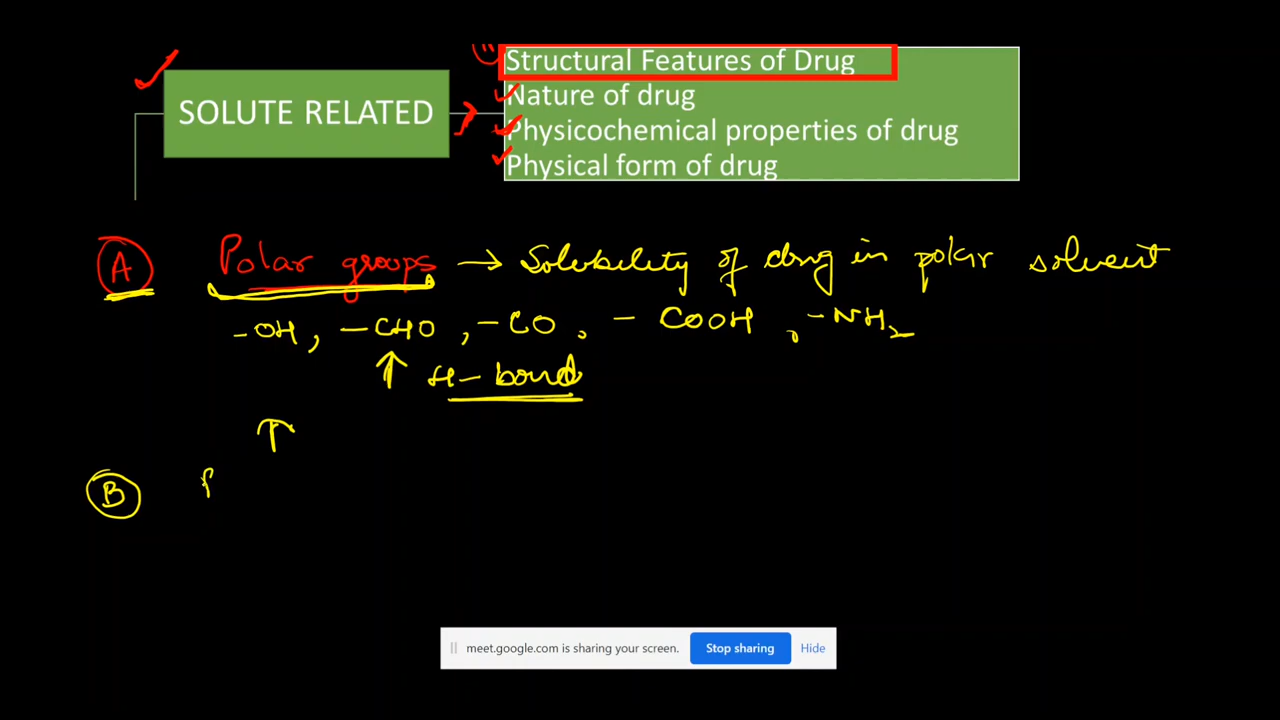 Structural Features of Drug
SOLUTE RELATED
Nature of drug
Physicochemical properties of drug
Physical form of drug
A Polar groups → Solubility of drug in polar solvent
-OH, -CHO, -CO, -COOH, -NH₂
↑ H-bond
↑
B
meet.google.com is sharing your screen. Stop sharing Hide